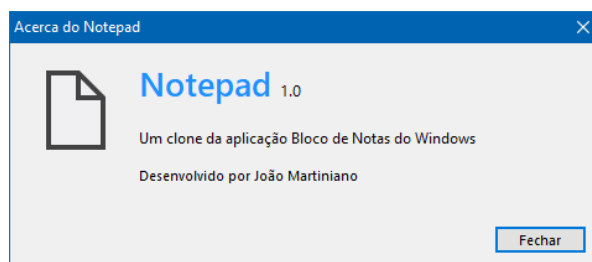 Acerca do Notepad
Notepad 1.0
Um clone da aplicação Bloco de Notas do Windows
Desenvolvido por João Martiniano
Fechar